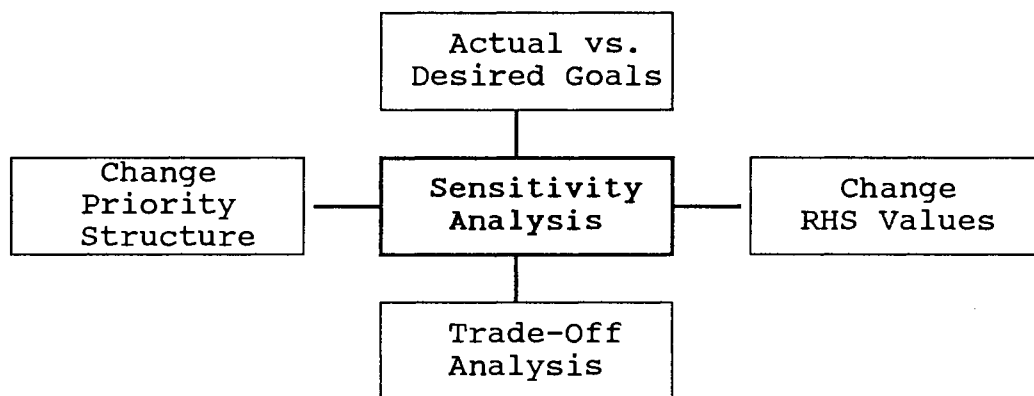 Actual vs.
Desired Goals
Change
Priority
Structure
Sensitivity
Analysis
Change
RHS Values
Trade-Off
Analysis